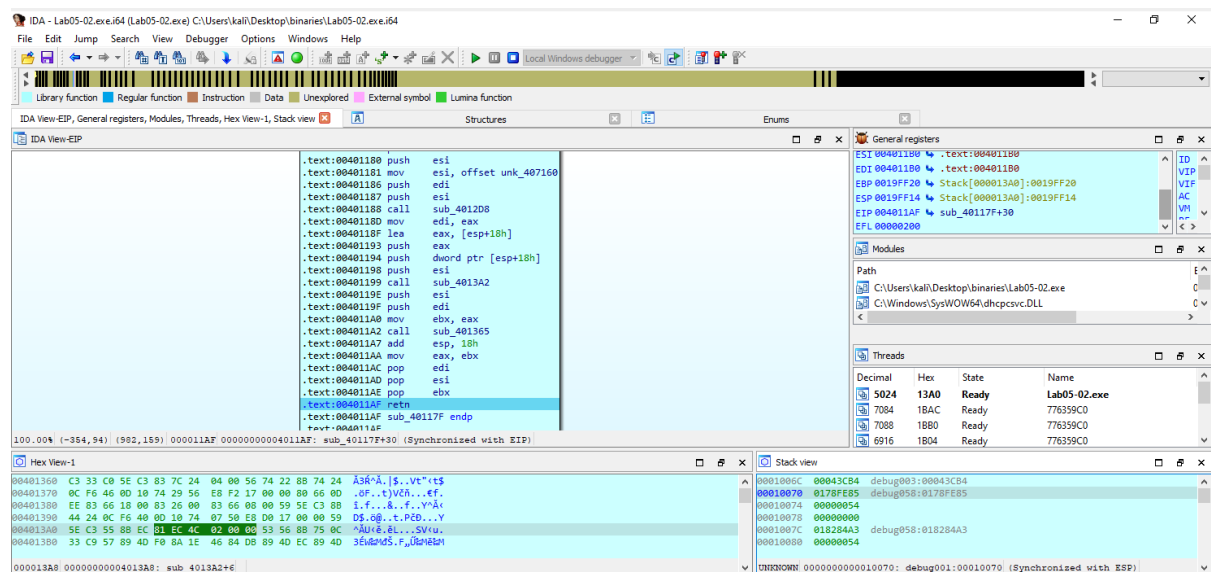 IDA - Lab05-02.exe.i64 (Lab05-02.exe) C:\Users\kali\Desktop\binaries\Lab05-02.exe.i64
File Edit Jump Search View Debugger Options Windows Help
Local Windows debugger
Library function Regular function Instruction Data Unexplored External symbol Lumina function
IDA View-EIP, General registers, Modules, Threads, Hex View-1, Stack view
Structures
Enums
IDA View-EIP
.text:00401180 push esi
.text:00401181 mov esi, offset unk_407160
.text:00401186 push edi
.text:00401187 push esi
.text:00401188 call sub_4012D8
.text:0040118D mov edi, eax
.text:0040118F lea eax, [esp+18h]
.text:00401193 push eax
.text:00401194 push dword ptr [esp+18h]
.text:00401198 push esi
.text:00401199 call sub_4013A2
.text:0040119E push esi
.text:0040119F push edi
.text:004011A0 mov ebx, eax
.text:004011A2 call sub_401365
.text:004011A7 add esp, 18h
.text:004011AA mov eax, ebx
.text:004011AC pop edi
.text:004011AD pop esi
.text:004011AE pop ebx
.text:004011AF retn
.text:004011AF sub_40117F endp
.text:004011AF
100.00% (-354,94) (982,159) 000011AF 00000000004011AF: sub_40117F+30 (Synchronized with EIP)
General registers
ESI 004011B0 .text:004011B0
EDI 004011B0 .text:004011B0
EBP 0019FF20 Stack[000013A0]:0019FF20
ESP 0019FF14 Stack[000013A0]:0019FF14
EIP 004011AF sub_40117F+30
EFL 00000200
ID
VIP
VIF
AC
VM
Modules
Path
C:\Users\kali\Desktop\binaries\Lab05-02.exe
C:\Windows\SysWOW64\dhcpcsvc.DLL
Threads
Decimal Hex State Name
5024 13A0 Ready Lab05-02.exe
7084 1BAC Ready 776359C0
7088 1BB0 Ready 776359C0
6916 1B04 Ready 776359C0
Hex View-1
00401360 C3 33 C0 5E C3 83 7C 24 04 00 56 74 22 8B 74 24
00401370 0C F6 46 0D 10 74 29 56 E8 F2 17 00 00 80 66 0D
00401380 EE 83 66 18 00 83 26 00 83 66 08 00 59 5E C3 8B
00401390 44 24 0C F6 40 0D 10 74 07 50 E8 D0 17 00 00 59
004013A0 5E C3 55 8B EC 81 EC 4C 02 00 00 53 56 8B 75 0C
004013B0 33 C9 57 89 4D F0 8A 1E 46 84 DB 89 4D EC 89 4D
000013A8 00000000004013A8: sub_4013A2+6
Stack view
0001006C 00043CB4 debug003:00043CB4
00010070 0178FE85 debug058:0178FE85
00010074 00000054
00010078 00000000
0001007C 018284A3 debug058:018284A3
00010080 00000054
UNKNOWN 0000000000010070: debug001:00010070 (Synchronized with ESP)